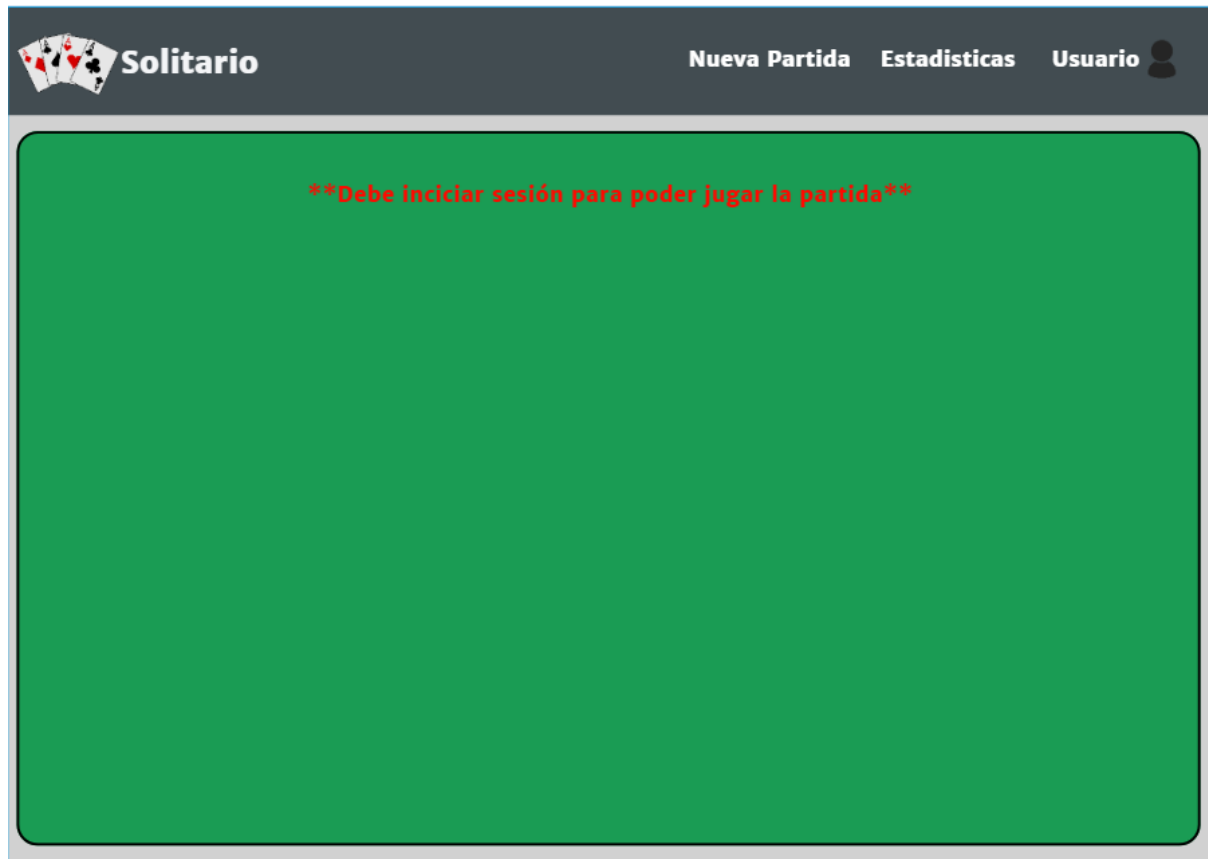 Solitario
Nueva Partida Estadisticas Usuario
**Debe inciciar sesión para poder jugar la partida**